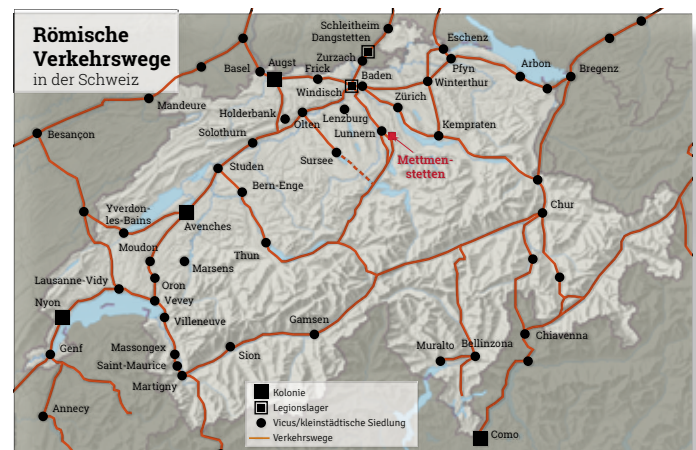 Römische
Verkehrswege
in der Schweiz
Schleitheim
Dangstetten
Zurzach
Eschenz
Basel
Augst
Frick
Baden
Pfyn
Arbon
Bregenz
Windisch
Winterthur
Mandeure
Holderbank
Zürich
Lenzburg
Olten
Besançon
Solothurn
Lunnern
Kempraten
Sursee
Mettmen-
stetten
Studen
Bern-Enge
Yverdon-
les-Bains
Avenches
Chur
Moudon
Thun
Marsens
Lausanne-Vidy
Oron
Nyon
Vevey
Villeneuve
Gamsen
Chiavenna
Genf
Massongex
Sion
Muralto
Bellinzona
Saint-Maurice
Martigny
Annecy
Como
Kolonie
Legionslager
Vicus/kleinstädtische Siedlung
Verkehrswege